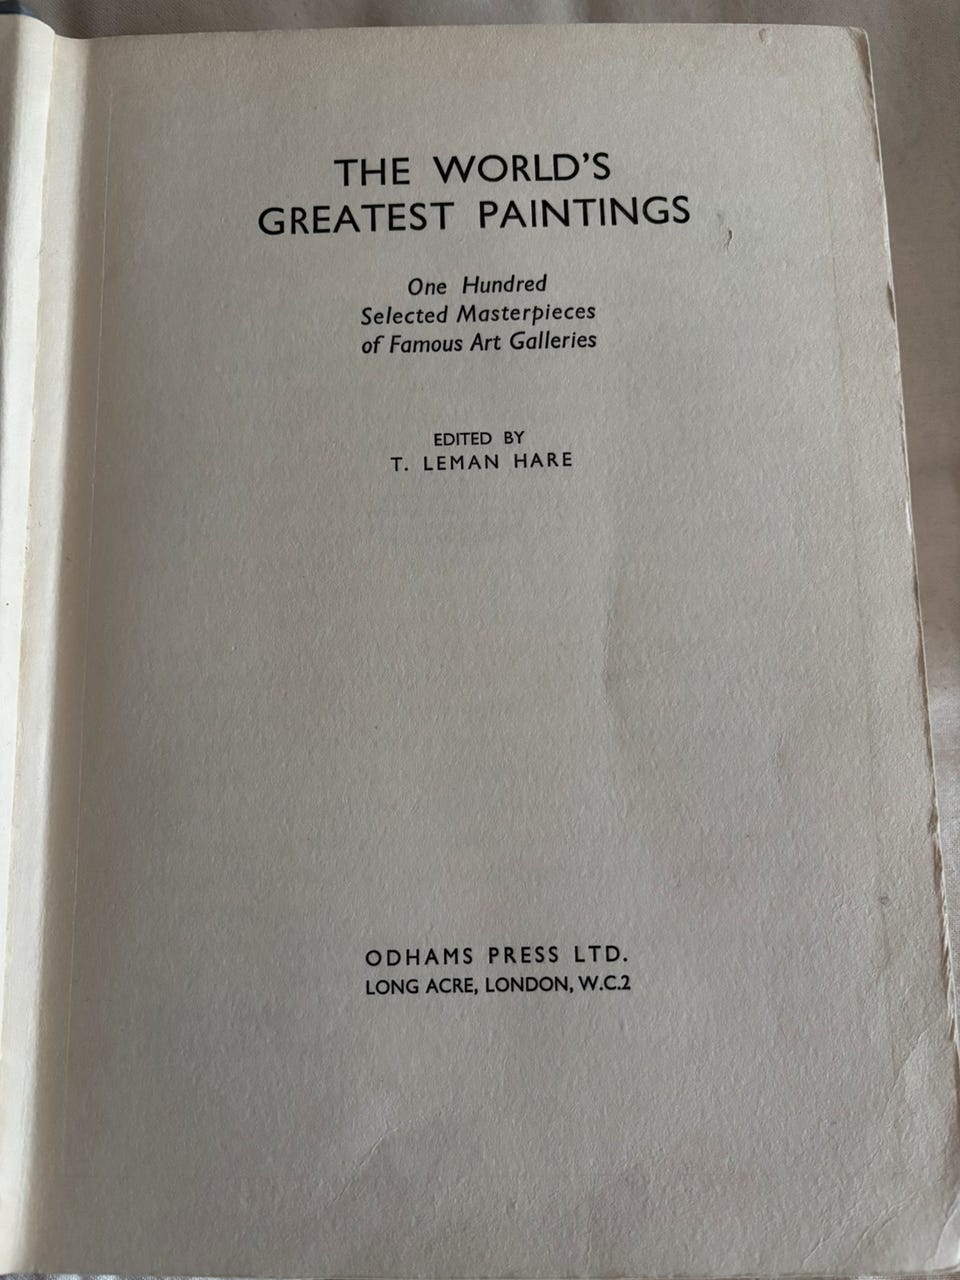 THE WORLD'S
GREATEST PAINTINGS
One Hundred
Selected Masterpieces
of Famous Art Galleries
EDITED BY
T. LEMAN HARE
ODHAMS PRESS LTD.
LONG ACRE, LONDON, W.C.2